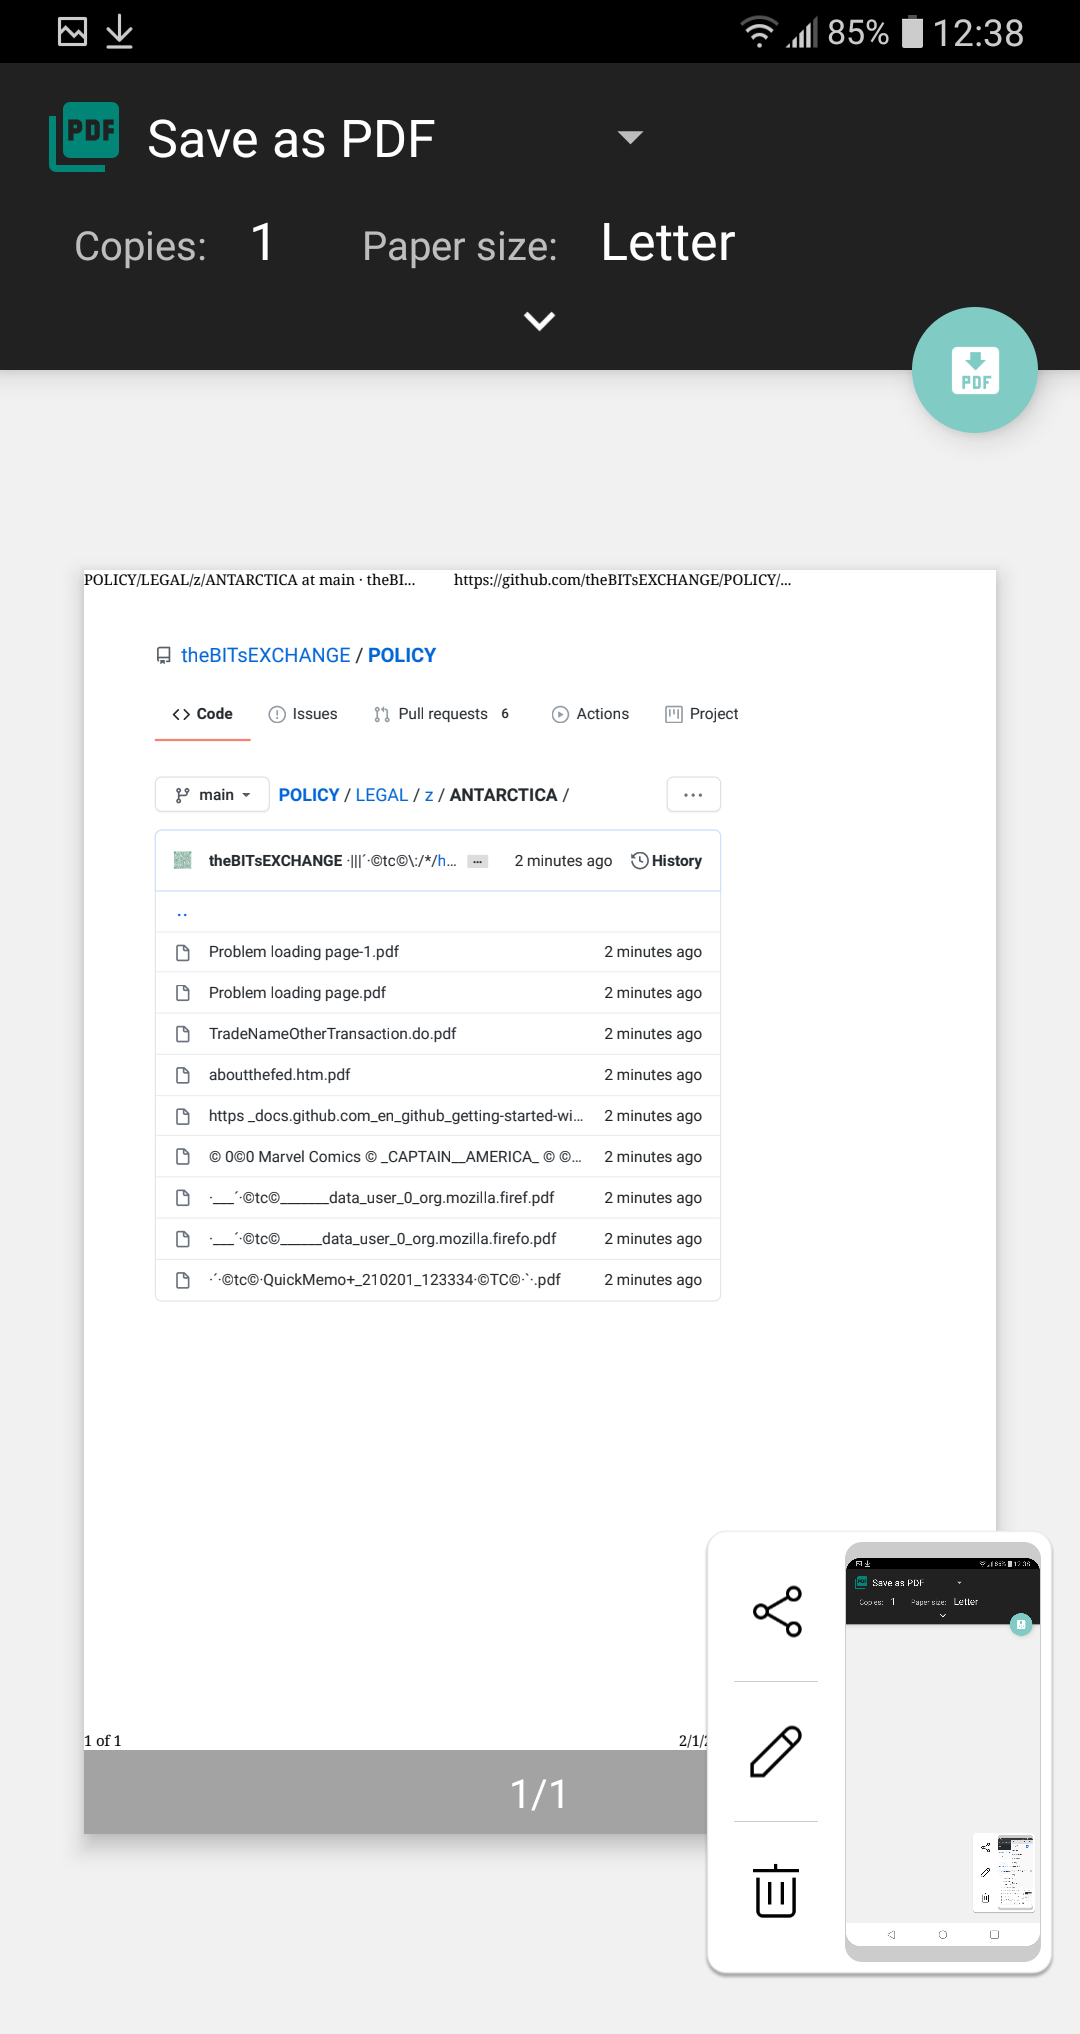 85% 12:38
PDF Save as PDF
Copies: 1 Paper size: Letter
PDF
POLICY/LEGAL/z/ANTARCTICA at main · theBI... https://github.com/theBITsEXCHANGE/POLICY/...
theBITsEXCHANGE / POLICY
Code Issues Pull requests 6 Actions Project
main POLICY / LEGAL / z / ANTARCTICA / ...
theBITsEXCHANGE ·|||´·©tc©\:/*/h... ... 2 minutes ago History
..
Problem loading page-1.pdf 2 minutes ago
Problem loading page.pdf 2 minutes ago
TradeNameOtherTransaction.do.pdf 2 minutes ago
aboutthefed.htm.pdf 2 minutes ago
https _docs.github.com_en_github_getting-started-wi... 2 minutes ago
© 0©0 Marvel Comics © _CAPTAIN__AMERICA_ © ©... 2 minutes ago
·___´·©tc©_______data_user_0_org.mozilla.firef.pdf 2 minutes ago
·___´·©tc©______data_user_0_org.mozilla.firefo.pdf 2 minutes ago
·´·©tc©·QuickMemo+_210201_123334·©TC©·`·.pdf 2 minutes ago
1 of 1 2/1/
1/1
Save as PDF
Copies: 1 Paper size: Letter